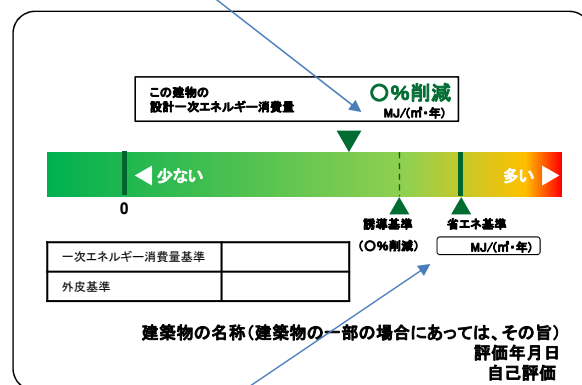 この建物の
設計一次エネルギー消費量
〇%削減
MJ/(㎡・年)
少ない
多い
0
誘導基準
(〇%削減)
省エネ基準
MJ/(㎡・年)
一次エネルギー消費量基準
外皮基準
建築物の名称(建築物の一部の場合にあっては、その旨)
評価年月日
自己評価